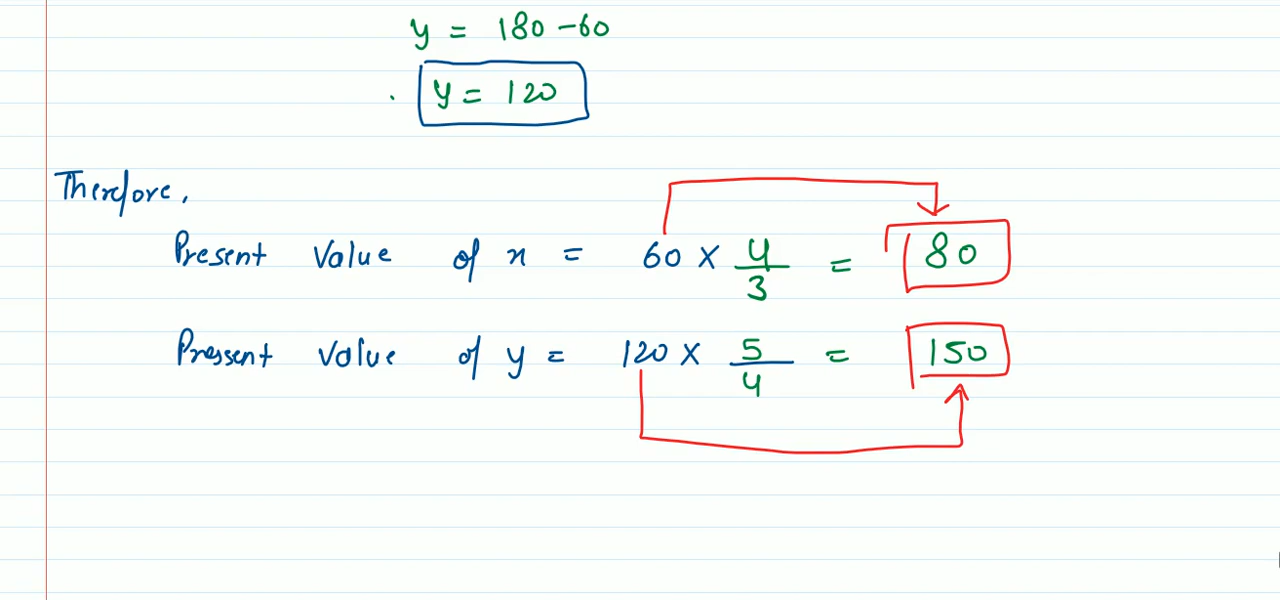 y = 180 - 60
y = 120
Therefore,
Present Value of x = 60 × 4/3 = 80
Pressent Value of y = 120 × 5/4 = 150